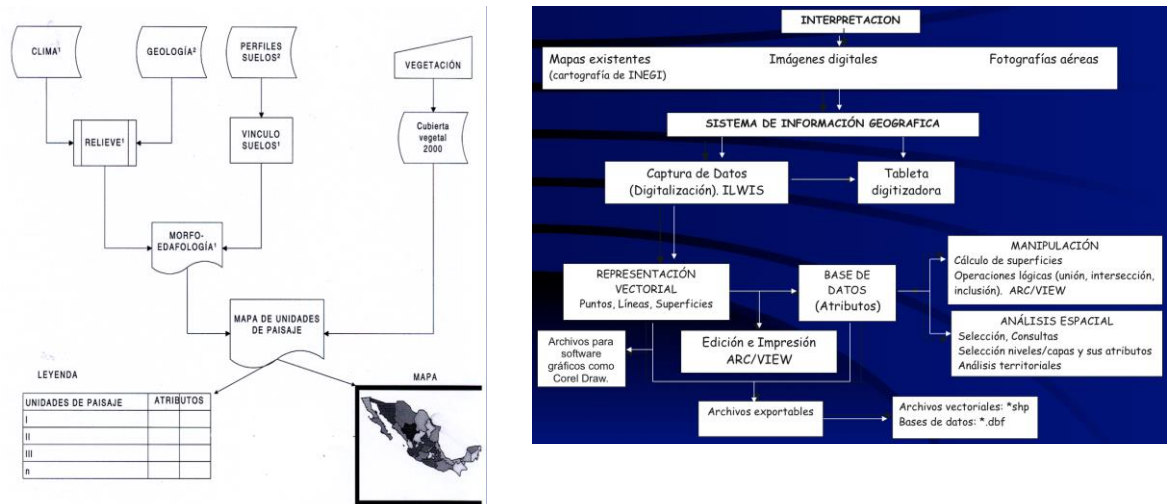 CLIMA¹
GEOLOGÍA²
PERFILES
SUELOS²
VEGETACIÓN
RELIEVE¹
VINCULO
SUELOS¹
Cubierta
vegetal
2000
MORFO-
EDAFOLOGÍA¹
MAPA DE UNIDADES
DE PAISAJE
LEYENDA
MAPA
UNIDADES DE PAISAJE
ATRIBUTOS
I
II
III
n
INTERPRETACION
Mapas existentes
(cartografía de INEGI)
Imágenes digitales
Fotografías aéreas
SISTEMA DE INFORMACIÓN GEOGRAFICA
Captura de Datos
(Digitalización). ILWIS
Tableta
digitizadora
REPRESENTACIÓN
VECTORIAL
Puntos, Líneas, Superficies
BASE DE
DATOS
(Atributos)
MANIPULACIÓN
Cálculo de superficies
Operaciones lógicas (unión, intersección,
inclusión). ARC/VIEW
ANÁLISIS ESPACIAL
Selección, Consultas
Selección niveles/capas y sus atributos
Análisis territoriales
Archivos para
software
gráficos como
Corel Draw.
Edición e Impresión
ARC/VIEW
Archivos exportables
Archivos vectoriales: *shp
Bases de datos: *.dbf